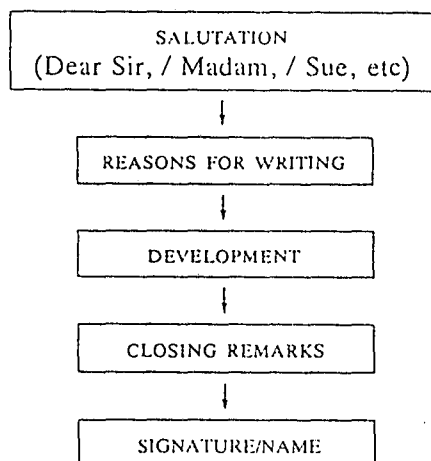 SALUTATION
(Dear Sir, / Madam, / Sue, etc)
REASONS FOR WRITING
DEVELOPMENT
CLOSING REMARKS
SIGNATURE/NAME